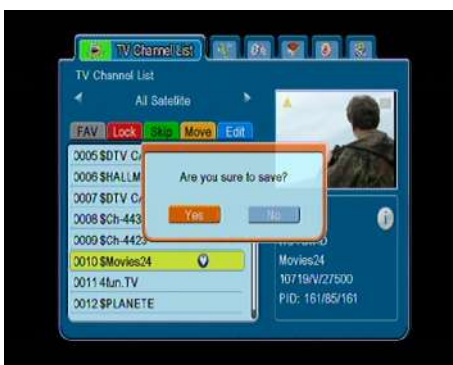 TV Channel List
TV Channel List
All Satellite
FAV Lock Skip Move Edit
0005 $DTV
0006 $HALLM
0007 $DTV
0008 $Ch-443
0009 $Ch-4423
0010 $Movies24
0011 4fun.TV
0012 $PLANETE
Are you sure to save?
Yes No
Movies24
10719/V/27500
PID: 161/85/161